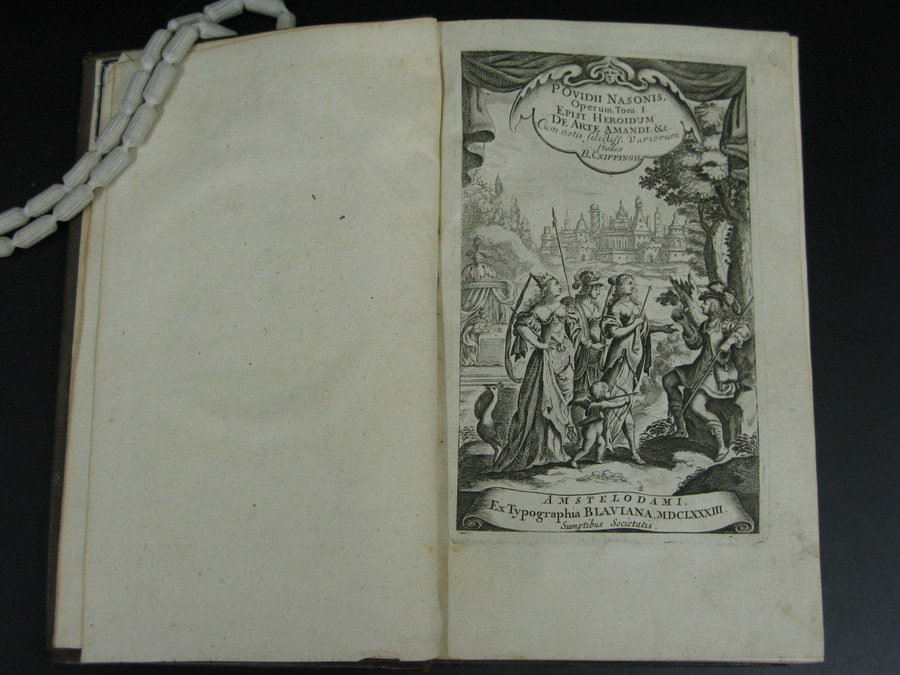 P OVIDII NASONIS.
Operum. Tom. I.
EPIST. HEROIDUM
DE ARTE AMANDI. &c.
Cum notis selectiss. Variorum
studio
B. CNIPPINGII.
AMSTELODAMI,
Ex Typographia BLAVIANA, MDCLXXXIII.
Sumptibus Societatis.